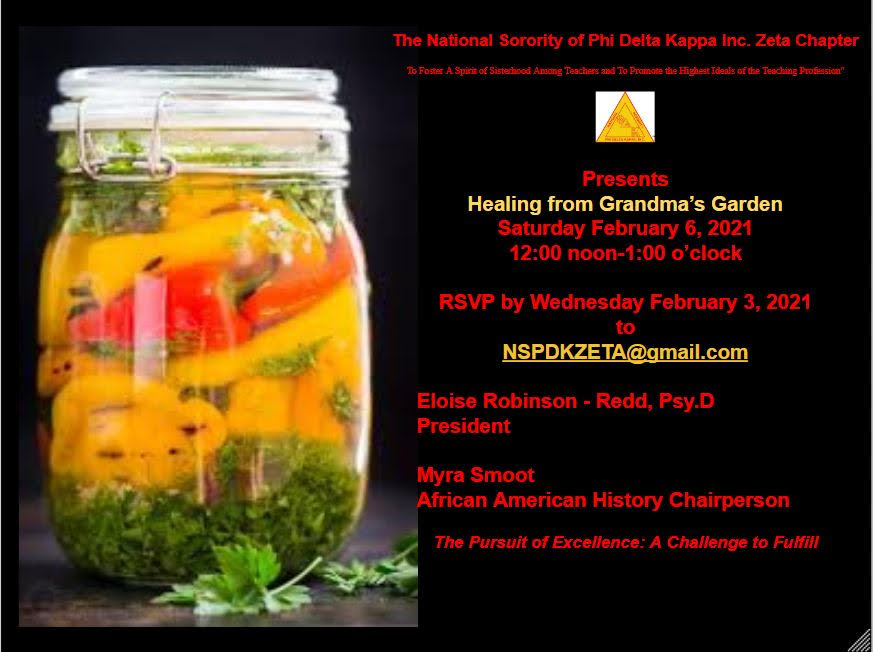 The National Sorority of Phi Delta Kappa Inc. Zeta Chapter
To Foster A Spirit of Sisterhood Among Teachers and To Promote the Highest Ideals of the Teaching Profession"
Presents
Healing from Grandma's Garden
Saturday February 6, 2021
12:00 noon-1:00 o'clock
RSVP by Wednesday February 3, 2021
to
NSPDKZETA@gmail.com
Eloise Robinson - Redd, Psy.D
President
Myra Smoot
African American History Chairperson
The Pursuit of Excellence: A Challenge to Fulfill